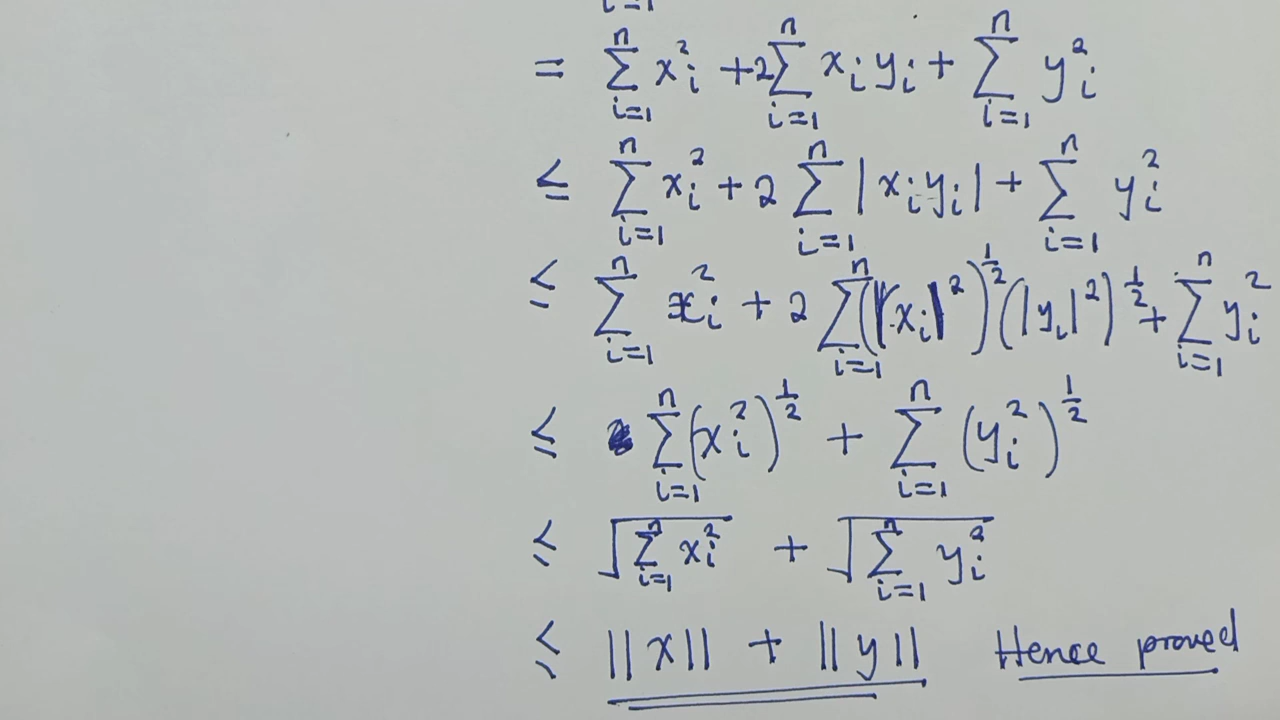 i=1
= ∑_{i=1}^{n} x_i^2 + 2∑_{i=1}^{n} x_i y_i + ∑_{i=1}^{n} y_i^2
≤ ∑_{i=1}^{n} x_i^2 + 2 ∑_{i=1}^{n} |x_i y_i| + ∑_{i=1}^{n} y_i^2
≤ ∑_{i=1}^{n} x_i^2 + 2 ∑_{i=1}^{n} (|x_i|^2)^{1/2} (|y_i|^2)^{1/2} + ∑_{i=1}^{n} y_i^2
≤ ∑_{i=1}^{n} (x_i^2)^{1/2} + ∑_{i=1}^{n} (y_i^2)^{1/2}
≤ √(∑_{i=1}^{n} x_i^2) + √(∑_{i=1}^{n} y_i^2)
≤ ||x|| + ||y|| Hence proved